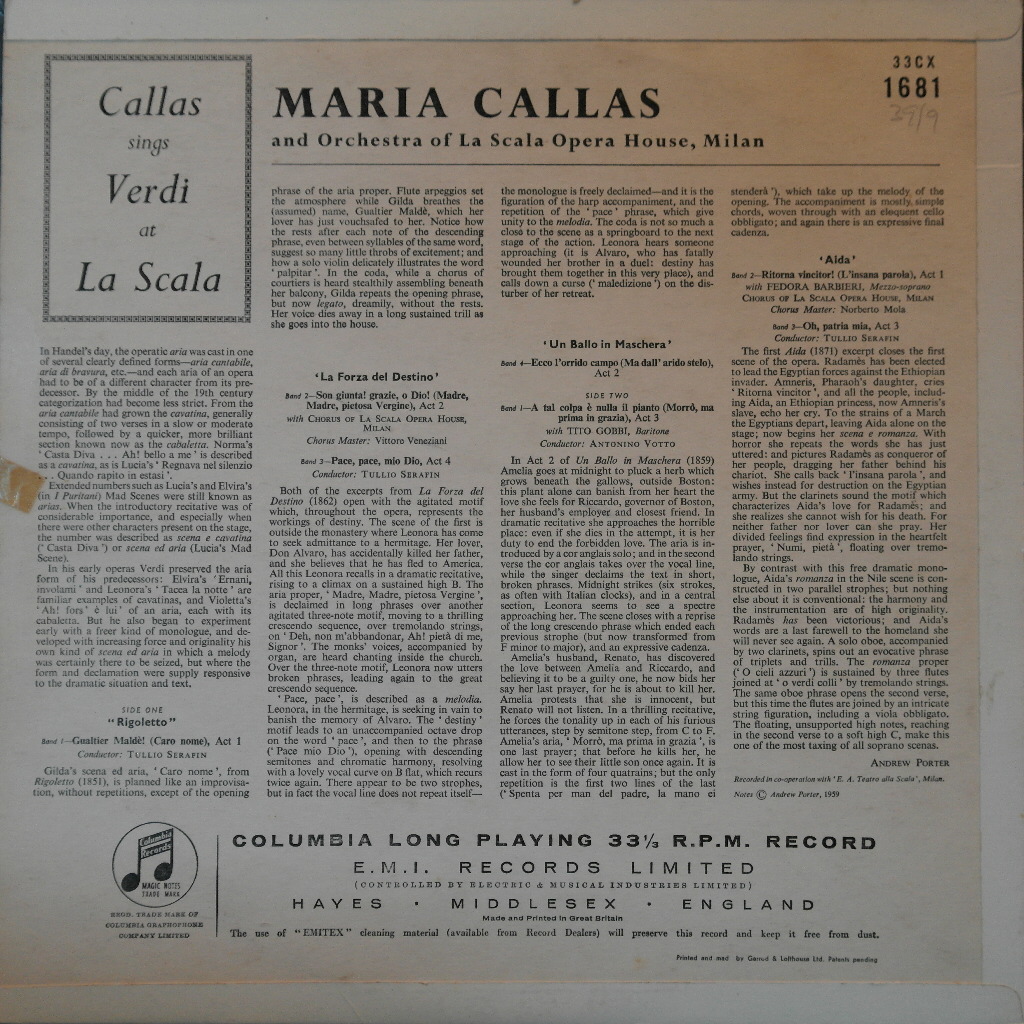 Callas
sings
Verdi
at
La Scala
MARIA CALLAS
and Orchestra of La Scala Opera House, Milan
33CX
1681
37/9
In Handel's day, the operatic aria was cast in one
of several clearly defined forms—aria cantabile,
aria di bravura, etc.—and each aria of an opera
had to be of a different character from its pre-
decessor. By the middle of the 19th century
categorization had become less strict. From the
aria cantabile had grown the cavatina, generally
consisting of two verses in a slow or moderate
tempo, followed by a quicker, more brilliant
section known now as the cabaletta. Norma's
' Casta Diva . . . Ah! bello a me ' is described
as a cavatina, as is Lucia's ' Regnava nel silenzio
. . . Quando rapito in estasi '.
Extended numbers such as Lucia's and Elvira's
(in I Puritani) Mad Scenes were still known as
arias. When the introductory recitative was of
considerable importance, and especially when
there were other characters present on the stage,
the number was described as scena e cavatina
(' Casta Diva ') or scena ed aria (Lucia's Mad
Scene).
In his early operas Verdi preserved the aria
form of his predecessors: Elvira's ' Ernani,
involami ' and Leonora's ' Tacea la notte ' are
familiar examples of cavatinas, and Violetta's
' Ah! fors' è lui ' of an aria, each with its
cabaletta. But he also began to experiment
early with a freer kind of monologue, and de-
veloped with increasing force and originality his
own kind of scena ed aria in which a melody
was certainly there to be seized, but where the
form and declamation were supply responsive
to the dramatic situation and text.
SIDE ONE
"Rigoletto"
Band 1—Gualtier Maldè! (Caro nome), Act 1
Conductor: TULLIO SERAFIN
Gilda's scena ed aria, ' Caro nome ', from
Rigoletto (1851), is planned like an improvisa-
tion, without repetitions, except of the opening
phrase of the aria proper. Flute arpeggios set
the atmosphere while Gilda breathes the
(assumed) name, Gualtier Maldè, which her
lover has just vouchsafed to her. Notice how
the rests after each note of the descending
phrase, even between syllables of the same word,
suggest so many little throbs of excitement; and
how a solo violin delicately illustrates the word
' palpitar '. In the coda, while a chorus of
courtiers is heard stealthily assembling beneath
her balcony, Gilda repeats the opening phrase,
but now legato, dreamily, without the rests.
Her voice dies away in a long sustained trill as
she goes into the house.
'La Forza del Destino'
Band 2—Son giunta! grazie, o Dio! (Madre,
Madre, pietosa Vergine), Act 2
with CHORUS OF LA SCALA OPERA HOUSE,
MILAN
Chorus Master: Vittore Veneziani
Band 3—Pace, pace, mio Dio, Act 4
Conductor: TULLIO SERAFIN
Both of the excerpts from La Forza del
Destino (1862) open with the agitated motif
which, throughout the opera, represents the
workings of destiny. The scene of the first is
outside the monastery where Leonora has come
to seek admittance to a hermitage. Her lover,
Don Alvaro, has accidentally killed her father,
and she believes that he has fled to America.
All this Leonora recalls in a dramatic recitative,
rising to a climax on a sustained high B. The
aria proper, ' Madre, Madre, pietosa Vergine ',
is declaimed in long phrases over another
agitated three-note motif, moving to a thrilling
crescendo sequence, over tremolando strings,
on ' Deh, non m'abbandonar, Ah! pietà di me,
Signor '. The monks' voices, accompanied by
organ, are heard chanting inside the church.
Over the three-note motif, Leonora now utters
broken phrases, leading again to the great
crescendo sequence.
' Pace, pace ', is described as a melodia.
Leonora, in the hermitage, is seeking in vain to
banish the memory of Alvaro. The ' destiny '
motif leads to an unaccompanied octave drop
on the word ' pace ', and then to the phrase
(' Pace mio Dio '), opening with descending
semitones and chromatic harmony, resolving
with a lovely vocal curve on B flat, which recurs
twice again. There appear to be two strophes,
but in fact the vocal line does not repeat itself—
the monologue is freely declaimed—and it is the
figuration of the harp accompaniment, and the
repetition of the ' pace ' phrase, which give
unity to the melodia. The coda is not so much a
close to the scene as a springboard to the next
stage of the action. Leonora hears someone
approaching (it is Alvaro, who has fatally
wounded her brother in a duel: destiny has
brought them together in this very place), and
calls down a curse (' maledizione ') on the dis-
turber of her retreat.
'Un Ballo in Maschera'
Band 4—Ecco l'orrido campo (Ma dall' arido stelo),
Act 2
SIDE TWO
Band 1—A tal colpa è nulla il pianto (Morrò, ma
prima in grazia), Act 3
with TITO GOBBI, Baritone
Conductor: ANTONINO VOTTO
In Act 2 of Un Ballo in Maschera (1859)
Amelia goes at midnight to pluck a herb which
grows beneath the gallows, outside Boston:
this plant alone can banish from her heart the
love she feels for Riccardo, governor of Boston,
her husband's employer and closest friend. In
dramatic recitative she approaches the horrible
place: even if she dies in the attempt, it is her
duty to end the forbidden love. The aria is in-
troduced by a cor anglais solo; and in the second
verse the cor anglais takes over the vocal line,
while the singer declaims the text in short,
broken phrases. Midnight strikes (six strokes,
as often with Italian clocks), and in a central
section, Leonora seems to see a spectre
approaching her. The scene closes with a reprise
of the long crescendo phrase which ended each
previous strophe (but now transformed from
F minor to major), and an expressive cadenza.
Amelia's husband, Renato, has discovered
the love between Amelia and Riccardo, and
believing it to be a guilty one, he now bids her
say her last prayer, for he is about to kill her.
Amelia protests that she is innocent, but
Renato will not listen. In a thrilling recitative,
he forces the tonality up in each of his furious
utterances, step by semitone step, from C to F.
Amelia's aria, ' Morrò, ma prima in grazia ', is
one last prayer; that before he kills her, he
allow her to see their little son once again. It is
cast in the form of four quatrains; but the only
repetition is the first two lines of the last
(' Spenta per man del padre, la mano ei
stenderà '), which take up the melody of the
opening. The accompaniment is mostly simple
chords, woven through with an eloquent cello
obbligato; and again there is an expressive final
cadenza.
'Aida'
Band 2—Ritorna vincitor! (L'insana parola), Act 1
with FEDORA BARBIERI, Mezzo-soprano
CHORUS OF LA SCALA OPERA HOUSE, MILAN
Chorus Master: Norberto Mola
Band 3—Oh, patria mia, Act 3
Conductor: TULLIO SERAFIN
The first Aida (1871) excerpt closes the first
scene of the opera. Radamès has been elected
to lead the Egyptian forces against the Ethiopian
invader. Amneris, Pharaoh's daughter, cries
' Ritorna vincitor ', and all the people, includ-
ing Aida, an Ethiopian princess, now Amneris's
slave, echo her cry. To the strains of a March
the Egyptians depart, leaving Aida alone on the
stage; now begins her scena e romanza. With
horror she repeats the words she has just
uttered: and pictures Radamès as conqueror of
her people, dragging her father behind his
chariot. She calls back ' l'insana parola ', and
wishes instead for destruction on the Egyptian
army. But the clarinets sound the motif which
characterizes Aida's love for Radamès; and
she realizes she cannot wish for his death. For
neither father nor lover can she pray. Her
divided feelings find expression in the heartfelt
prayer, ' Numi, pietà ', floating over tremo-
lando strings.
By contrast with this free dramatic mono-
logue, Aida's romanza in the Nile scene is con-
structed in two parallel strophes; but nothing
else about it is conventional: the harmony and
the instrumentation are of high originality.
Radamès has been victorious; and Aida's
words are a last farewell to the homeland she
will never see again. A solo oboe, accompanied
by two clarinets, spins out an evocative phrase
of triplets and trills. The romanza proper
(' O cieli azzuri ') is sustained by three flutes
joined at ' o verdi colli ' by tremolando strings.
The same oboe phrase opens the second verse,
but this time the flutes are joined by an intricate
string figuration, including a viola obbligato.
The floating, unsupported high notes, reaching
in the second verse to a soft high C, make this
one of the most taxing of all soprano scenas.
ANDREW PORTER
Recorded in co-operation with ' E. A. Teatro alla Scala', Milan.
Notes © Andrew Porter, 1959
Columbia
Records
MAGIC NOTES
TRADE MARK
REGD. TRADE MARK OF
COLUMBIA GRAPHOPHONE
COMPANY LIMITED
COLUMBIA LONG PLAYING 33⅓ R.P.M. RECORD
E.M.I. RECORDS LIMITED
(CONTROLLED BY ELECTRIC & MUSICAL INDUSTRIES LIMITED)
HAYES · MIDDLESEX · ENGLAND
Made and Printed in Great Britain
The use of "EMITEX" cleaning material (available from Record Dealers) will preserve this record and keep it free from dust.
Printed and mad by Garrod & Lofthouse Ltd. Patents pending